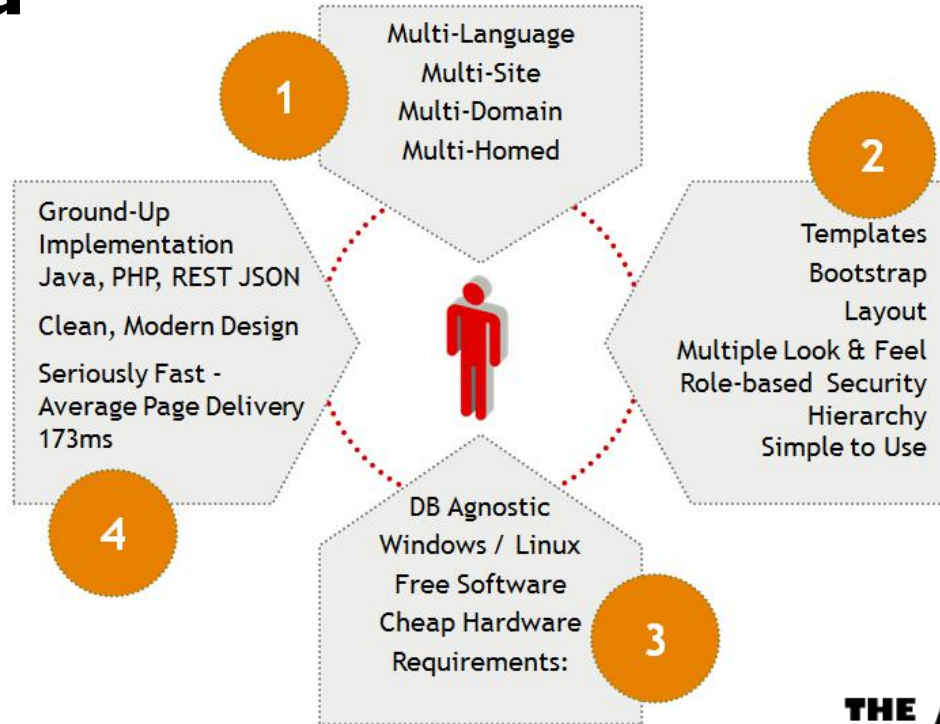 1
Multi-Language
Multi-Site
Multi-Domain
Multi-Homed
2
Templates
Bootstrap
Layout
Multiple Look & Feel
Role-based Security
Hierarchy
Simple to Use
3
DB Agnostic
Windows / Linux
Free Software
Cheap Hardware
Requirements:
4
Ground-Up
Implementation
Java, PHP, REST JSON
Clean, Modern Design
Seriously Fast -
Average Page Delivery
173ms
THE